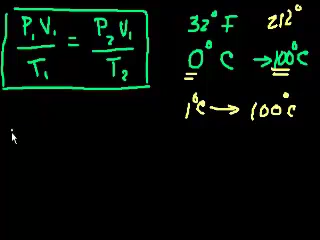 P₁V₁/T₁ = P₂V₁/T₂
32°F 212°
0°C → 100°C
1°C → 100°C